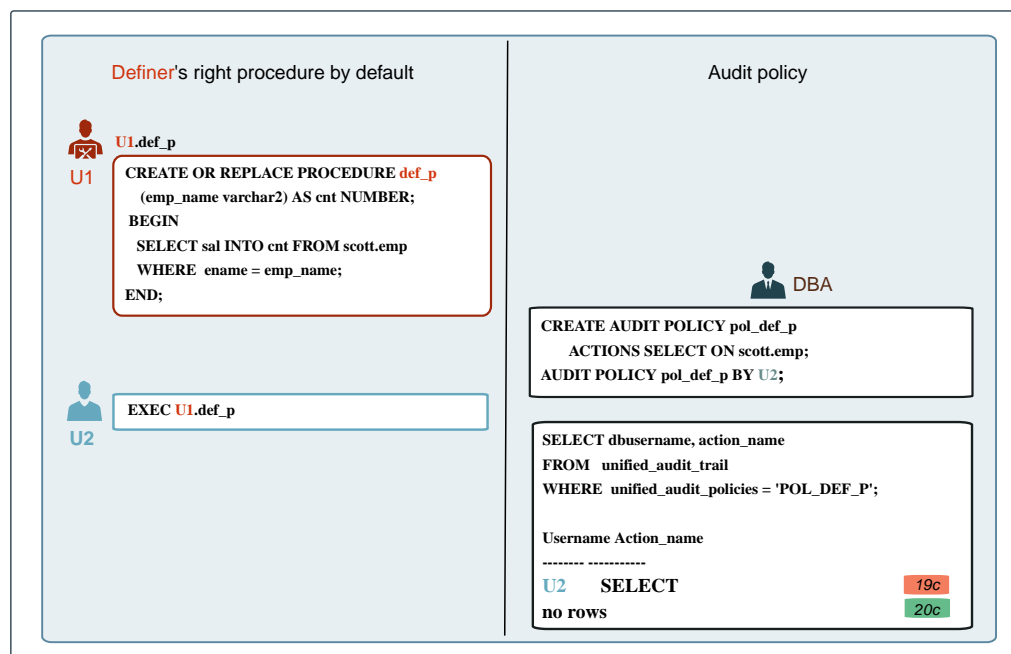 Definer's right procedure by default
U1.def_p
U1
CREATE OR REPLACE PROCEDURE def_p
(emp_name varchar2) AS cnt NUMBER;
BEGIN
SELECT sal INTO cnt FROM scott.emp
WHERE ename = emp_name;
END;
U2
EXEC U1.def_p
Audit policy
DBA
CREATE AUDIT POLICY pol_def_p
ACTIONS SELECT ON scott.emp;
AUDIT POLICY pol_def_p BY U2;
SELECT dbusername, action_name
FROM unified_audit_trail
WHERE unified_audit_policies = 'POL_DEF_P';
Username Action_name
-------- -----------
U2 SELECT 19c
no rows 20c